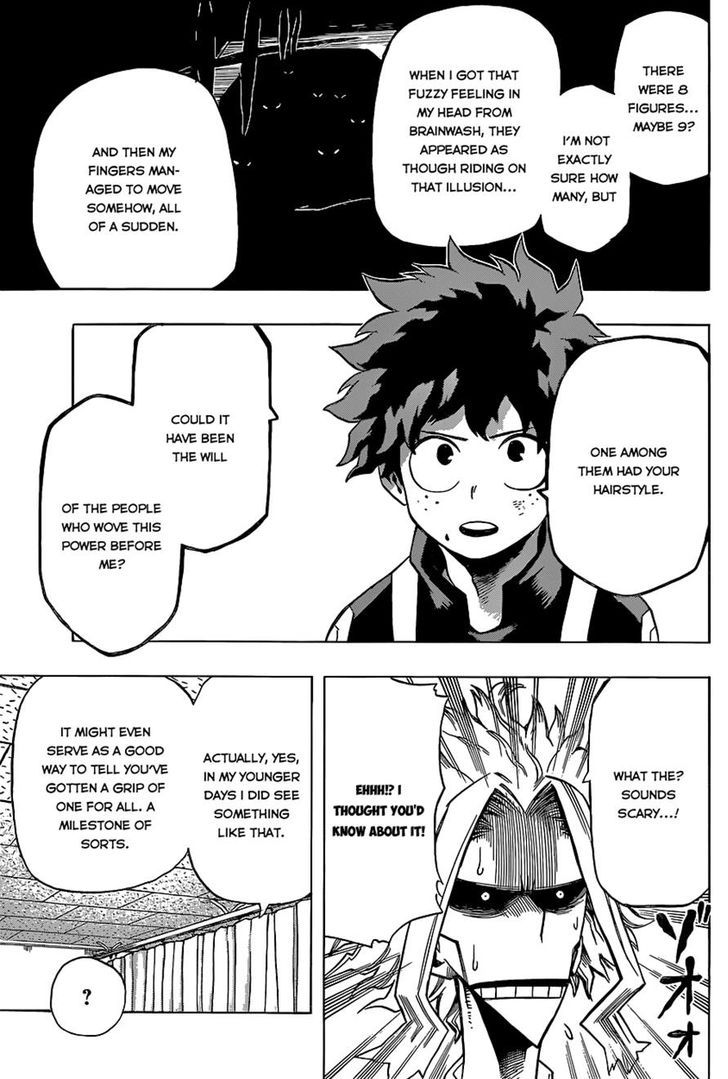 THERE
WERE 8
FIGURES...
MAYBE 9?
I'M NOT
EXACTLY
SURE HOW
MANY, BUT
WHEN I GOT THAT
FUZZY FEELING IN
MY HEAD FROM
BRAINWASH, THEY
APPEARED AS
THOUGH RIDING ON
THAT ILLUSION...
AND THEN MY
FINGERS MAN-
AGED TO MOVE
SOMEHOW, ALL
OF A SUDDEN.
ONE AMONG
THEM HAD YOUR
HAIRSTYLE.
COULD IT
HAVE BEEN
THE WILL
OF THE PEOPLE
WHO WOVE THIS
POWER BEFORE
ME?
WHAT THE?
SOUNDS
SCARY...!
ゾオオ
EHHH!? I
THOUGHT YOU'D
KNOW ABOUT IT!
ACTUALLY, YES,
IN MY YOUNGER
DAYS I DID SEE
SOMETHING
LIKE THAT.
IT MIGHT EVEN
SERVE AS A GOOD
WAY TO TELL YOU'VE
GOTTEN A GRIP OF
ONE FOR ALL. A
MILESTONE OF
SORTS.
?